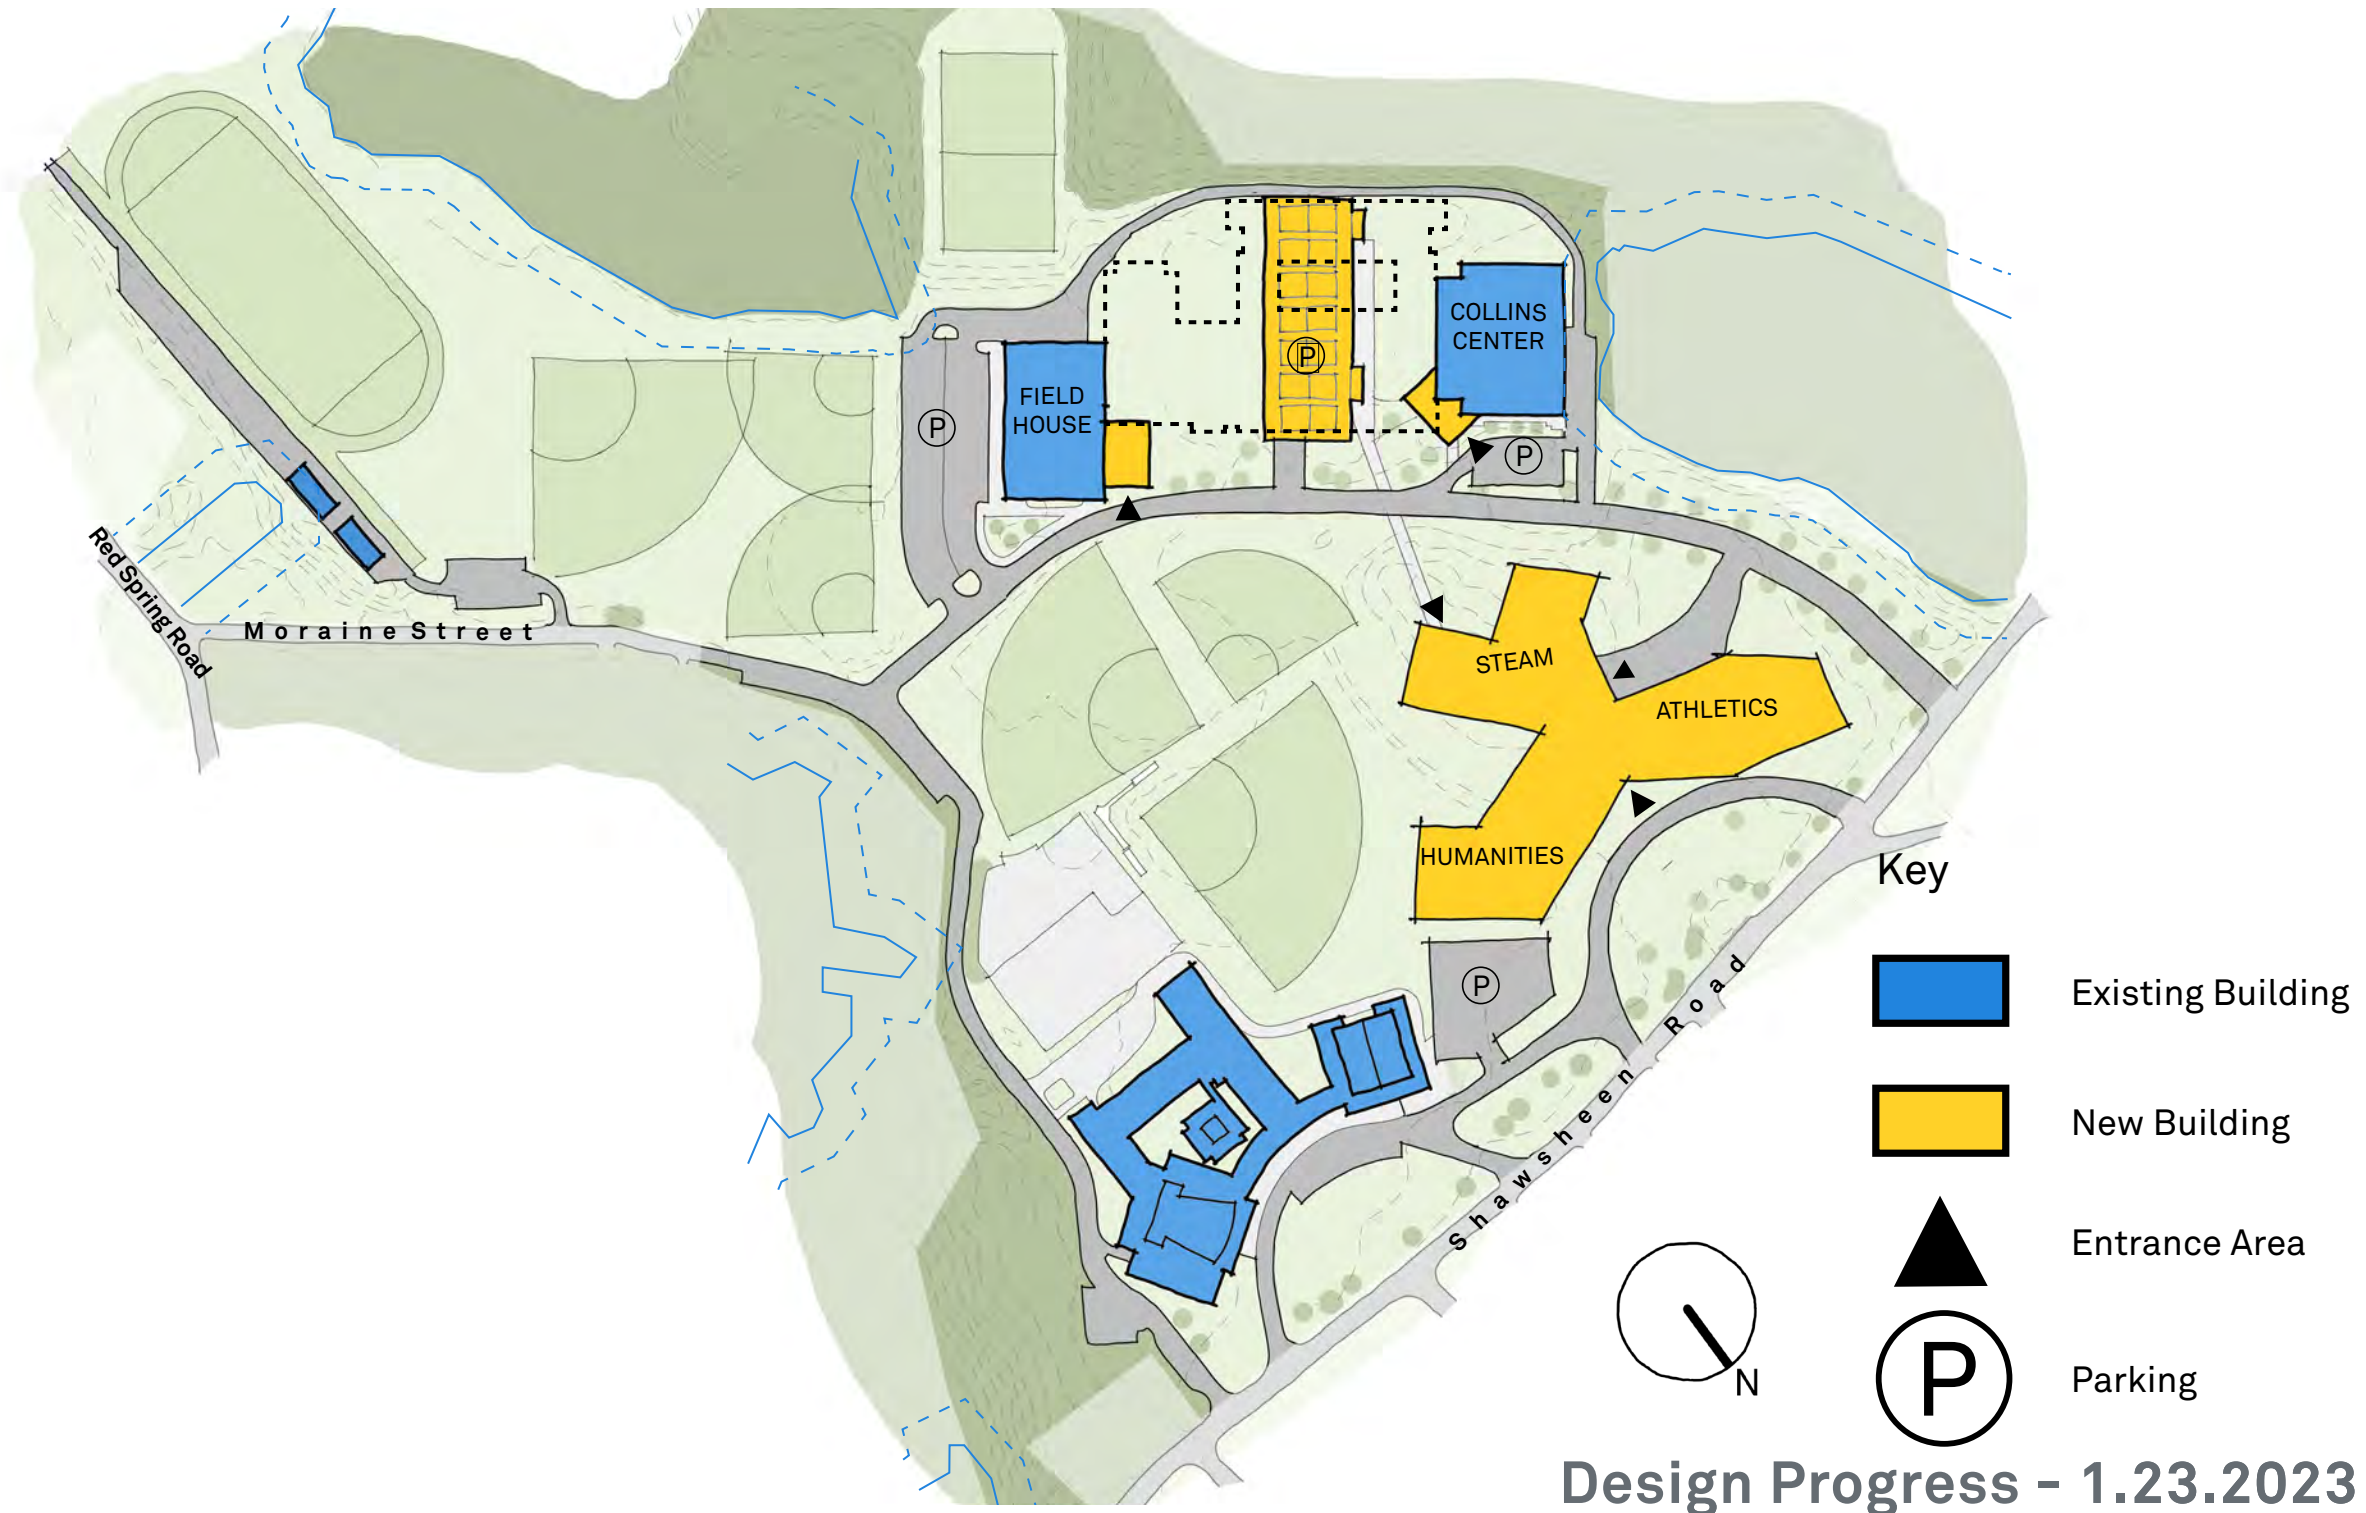 COLLINS
CENTER
P
FIELD
HOUSE
P
P
Red Spring Road
Moraine Street
STEAM
ATHLETICS
HUMANITIES
P
Shawsheen Road
Key
Existing Building
New Building
Entrance Area
P
Parking
N
Design Progress - 1.23.2023